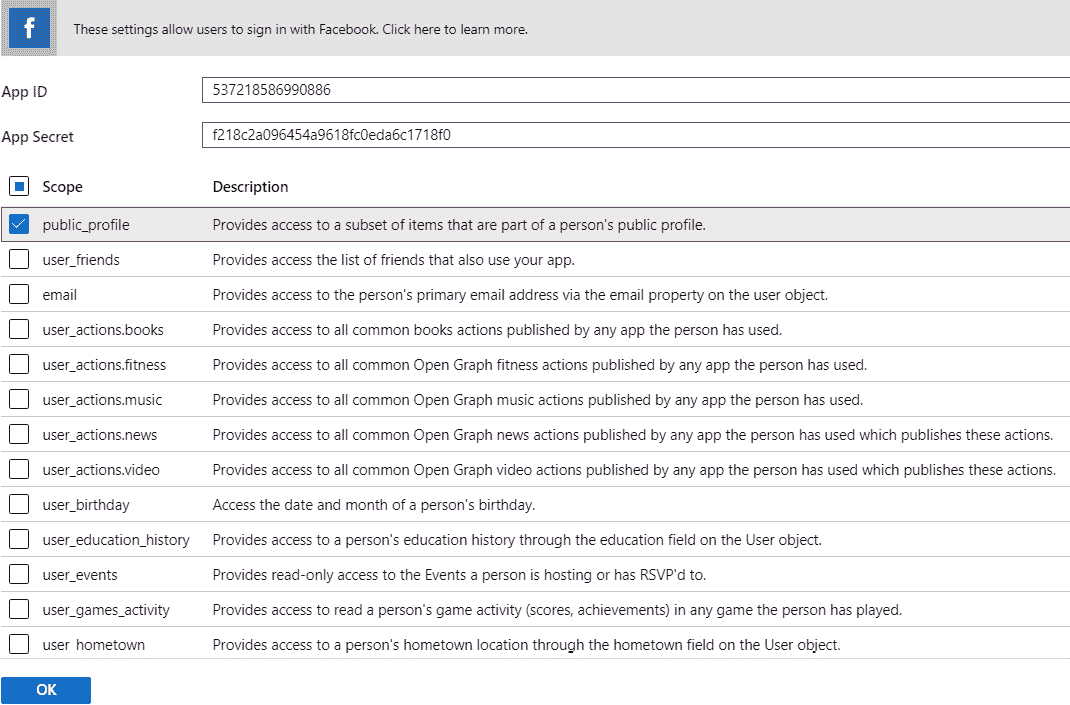 f These settings allow users to sign in with Facebook. Click here to learn more.
App ID 537218586990886
App Secret f218c2a096454a9618fc0eda6c1718f0
Scope Description
public_profile Provides access to a subset of items that are part of a person's public profile.
user_friends Provides access the list of friends that also use your app.
email Provides access to the person's primary email address via the email property on the user object.
user_actions.books Provides access to all common books actions published by any app the person has used.
user_actions.fitness Provides access to all common Open Graph fitness actions published by any app the person has used.
user_actions.music Provides access to all common Open Graph music actions published by any app the person has used.
user_actions.news Provides access to all common Open Graph news actions published by any app the person has used which publishes these actions.
user_actions.video Provides access to all common Open Graph video actions published by any app the person has used which publishes these actions.
user_birthday Access the date and month of a person's birthday.
user_education_history Provides access to a person's education history through the education field on the User object.
user_events Provides read-only access to the Events a person is hosting or has RSVP'd to.
user_games_activity Provides access to read a person's game activity (scores, achievements) in any game the person has played.
user_hometown Provides access to a person's hometown location through the hometown field on the User object.
OK